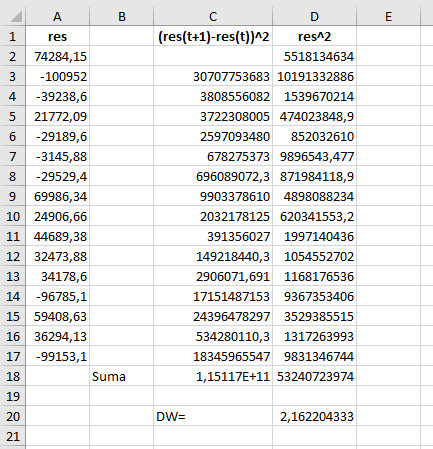 A B C D E
1 res (res(t+1)-res(t))^2 res^2
2 74284,15 5518134634
3 -100952 30707753683 10191332886
4 -39238,6 3808556082 1539670214
5 21772,09 3722308005 474023848,9
6 -29189,6 2597093480 852032610
7 -3145,88 678275373 9896543,477
8 -29529,4 696089072,3 871984118,9
9 69986,34 9903378610 4898088234
10 24906,66 2032178125 620341553,2
11 44689,38 391356027 1997140436
12 32473,88 149218440,3 1054552702
13 34178,6 2906071,691 1168176536
14 -96785,1 17151487153 9367353406
15 59408,63 24396478297 3529385515
16 36294,13 534280110,3 1317263993
17 -99153,1 18345965547 9831346744
18 Suma 1,15117E+11 53240723974
19
20 DW= 2,162204333
21